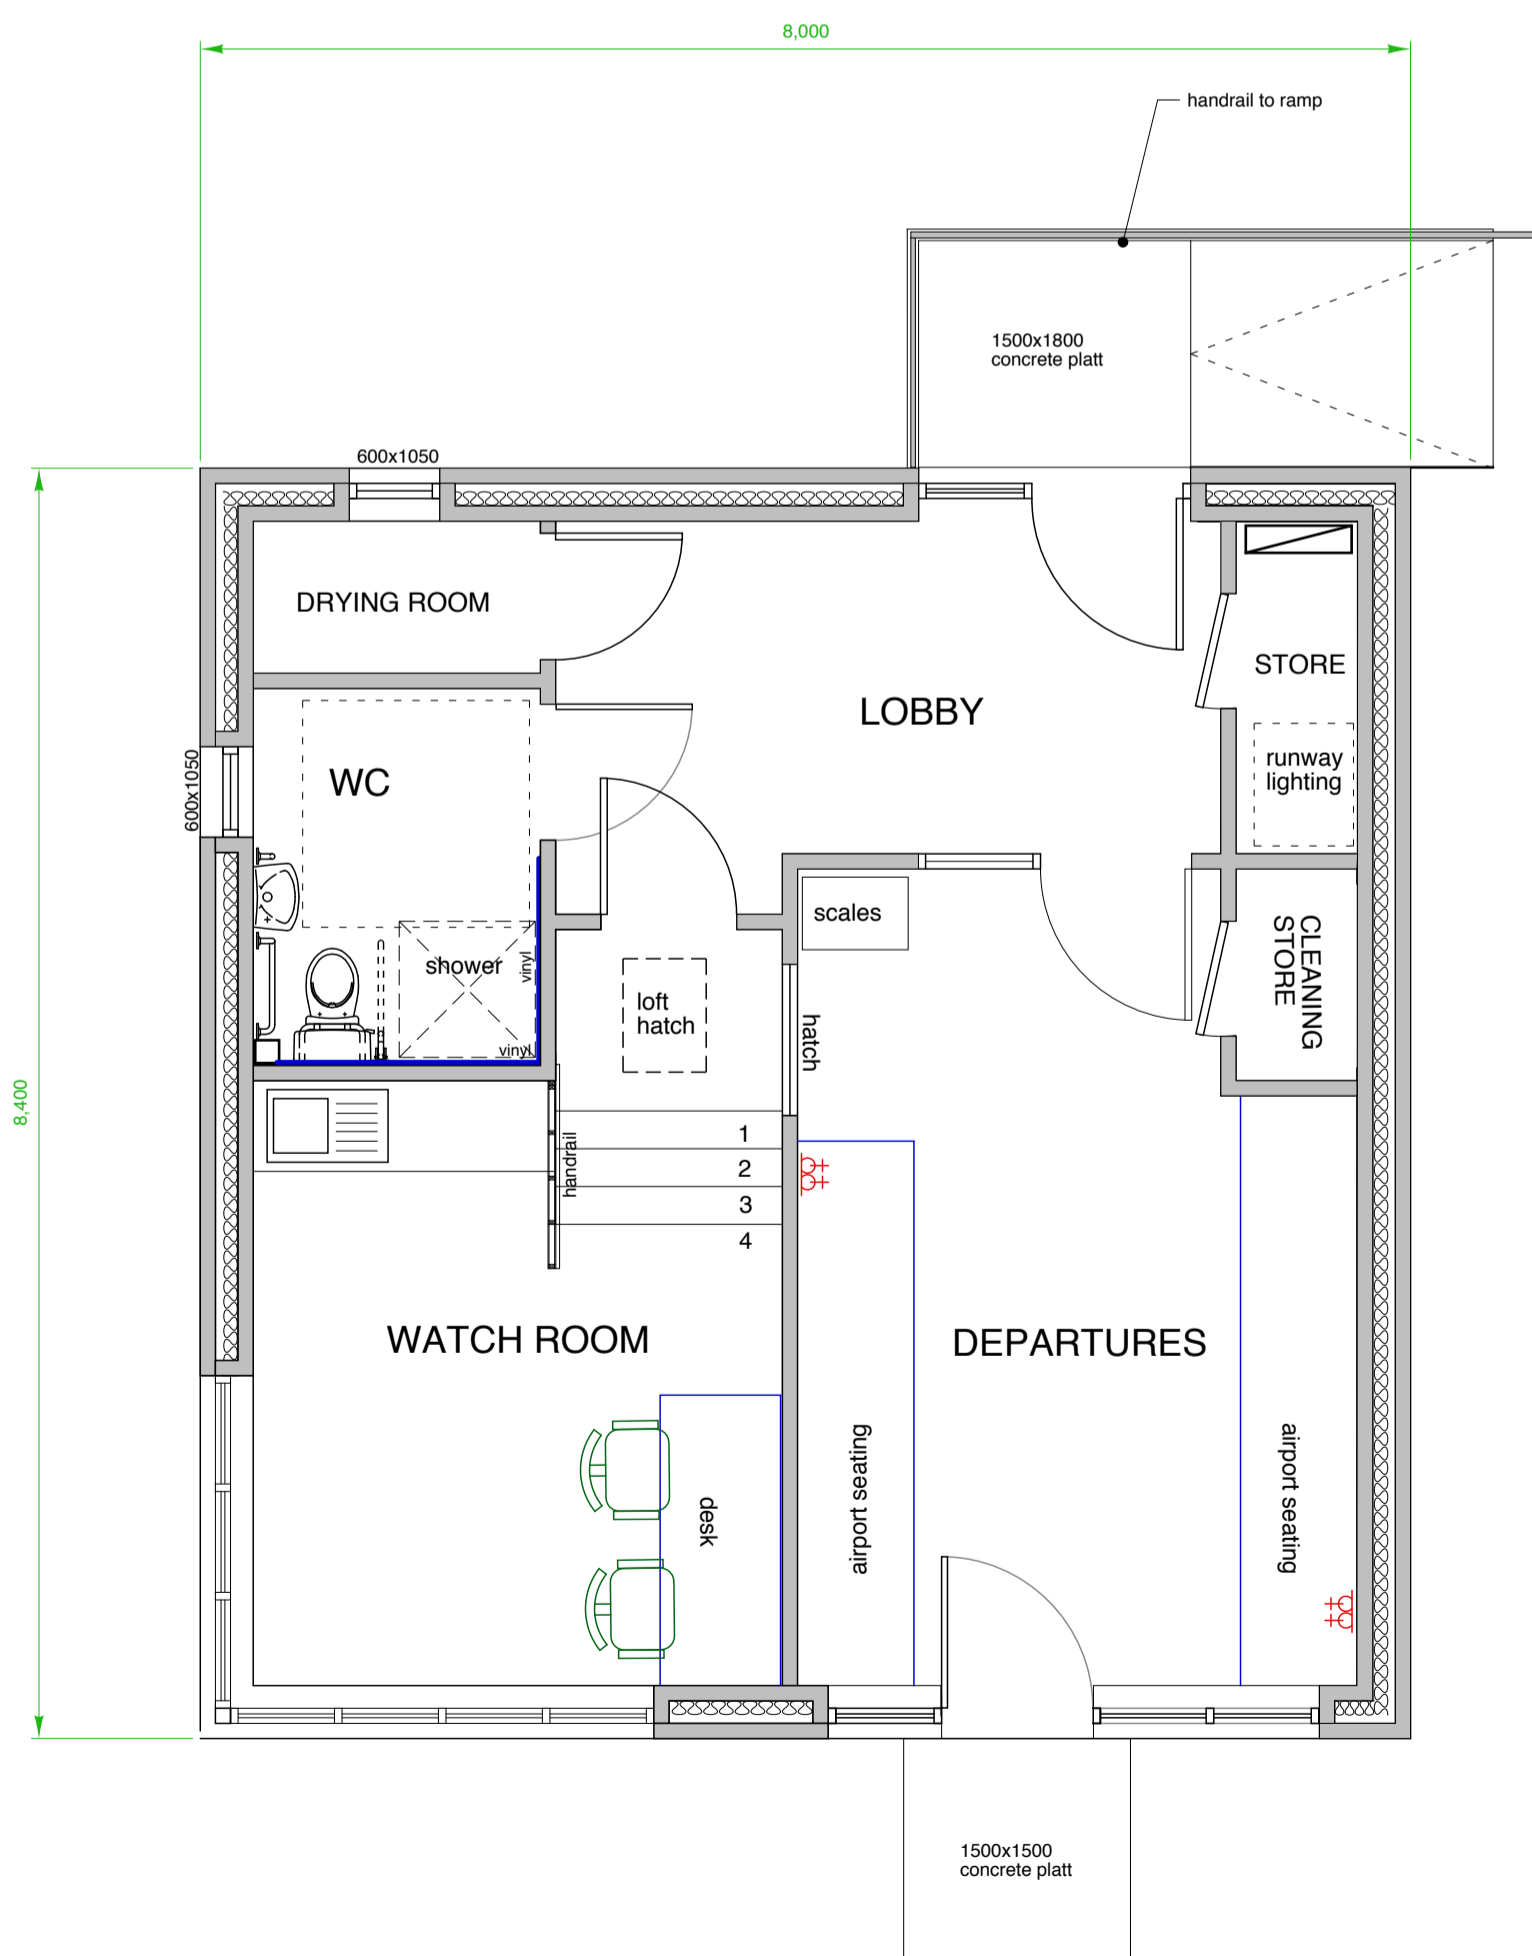 8,000
handrail to ramp
1500x1800
concrete platt
600x1050
DRYING ROOM
STORE
LOBBY
runway
lighting
WC
600x1050
scales
CLEANING
STORE
shower
vinyl
loft
hatch
hatch
vinyl
8,400
1
handrail
2
3
4
WATCH ROOM
DEPARTURES
airport seating
airport seating
desk
1500x1500
concrete platt